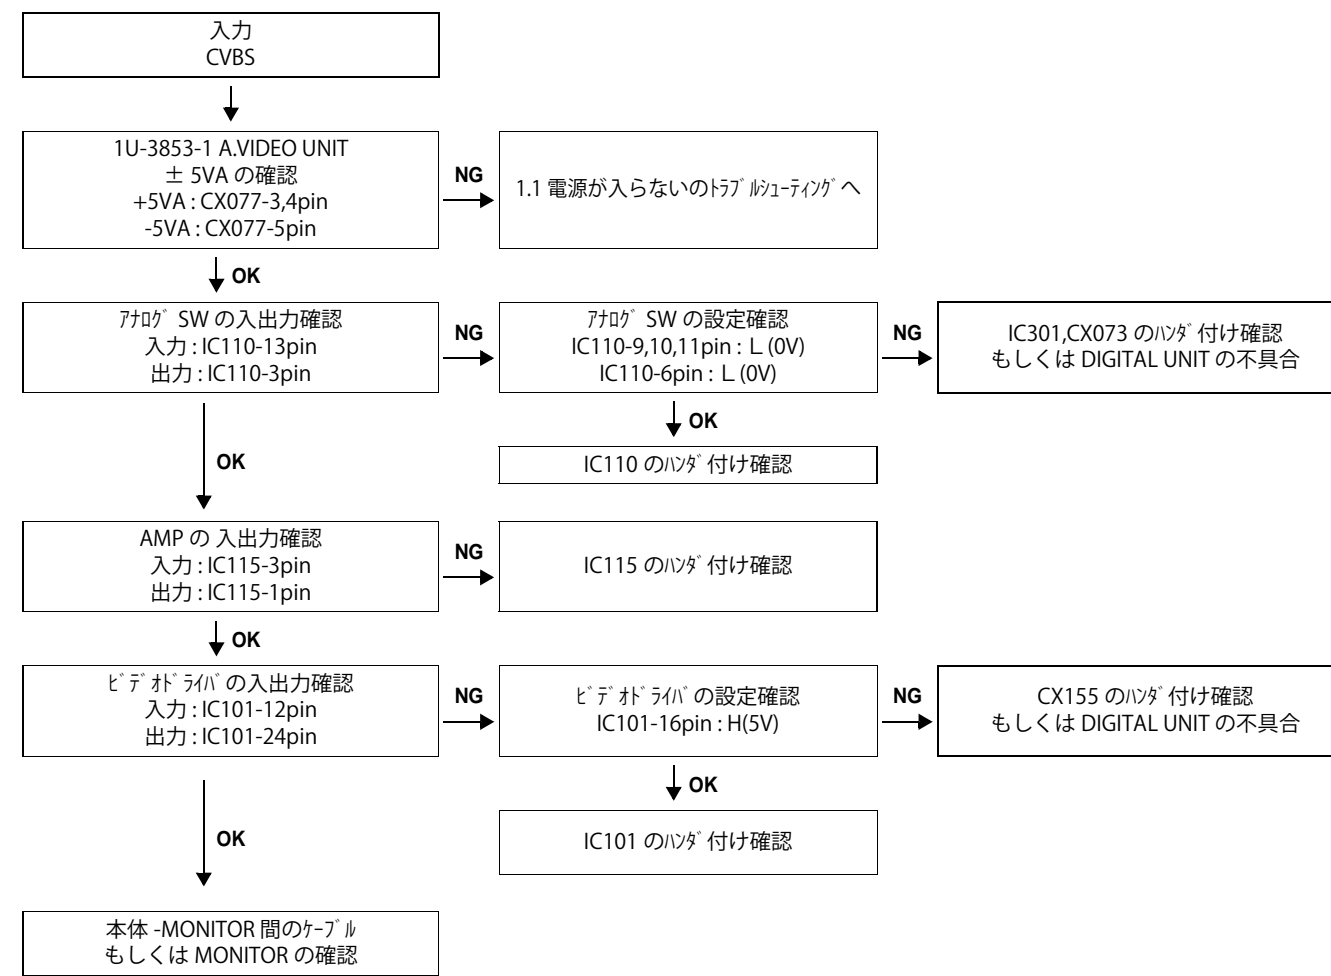 入力
CVBS
1U-3853-1 A.VIDEO UNIT
± 5VA の確認
+5VA : CX077-3,4pin
-5VA : CX077-5pin
NG
1.1 電源が入らないのﾄﾗﾌﾞﾙｼｭｰﾃｨﾝｸﾞへ
OK
ｱﾅﾛｸﾞ SW の入出力確認
入力 : IC110-13pin
出力 : IC110-3pin
NG
ｱﾅﾛｸﾞ SW の設定確認
IC110-9,10,11pin : L (0V)
IC110-6pin : L (0V)
NG
IC301,CX073 のﾊﾝﾀﾞ付け確認
もしくは DIGITAL UNIT の不具合
OK
IC110 のﾊﾝﾀﾞ付け確認
OK
AMP の 入出力確認
入力 : IC115-3pin
出力 : IC115-1pin
NG
IC115 のﾊﾝﾀﾞ付け確認
OK
ﾋﾞﾃﾞｵﾄﾞﾗｲﾊﾞの入出力確認
入力 : IC101-12pin
出力 : IC101-24pin
NG
ﾋﾞﾃﾞｵﾄﾞﾗｲﾊﾞの設定確認
IC101-16pin : H(5V)
NG
CX155 のﾊﾝﾀﾞ付け確認
もしくは DIGITAL UNIT の不具合
OK
IC101 のﾊﾝﾀﾞ付け確認
OK
本体 -MONITOR 間のｹｰﾌﾞﾙ
もしくは MONITOR の確認